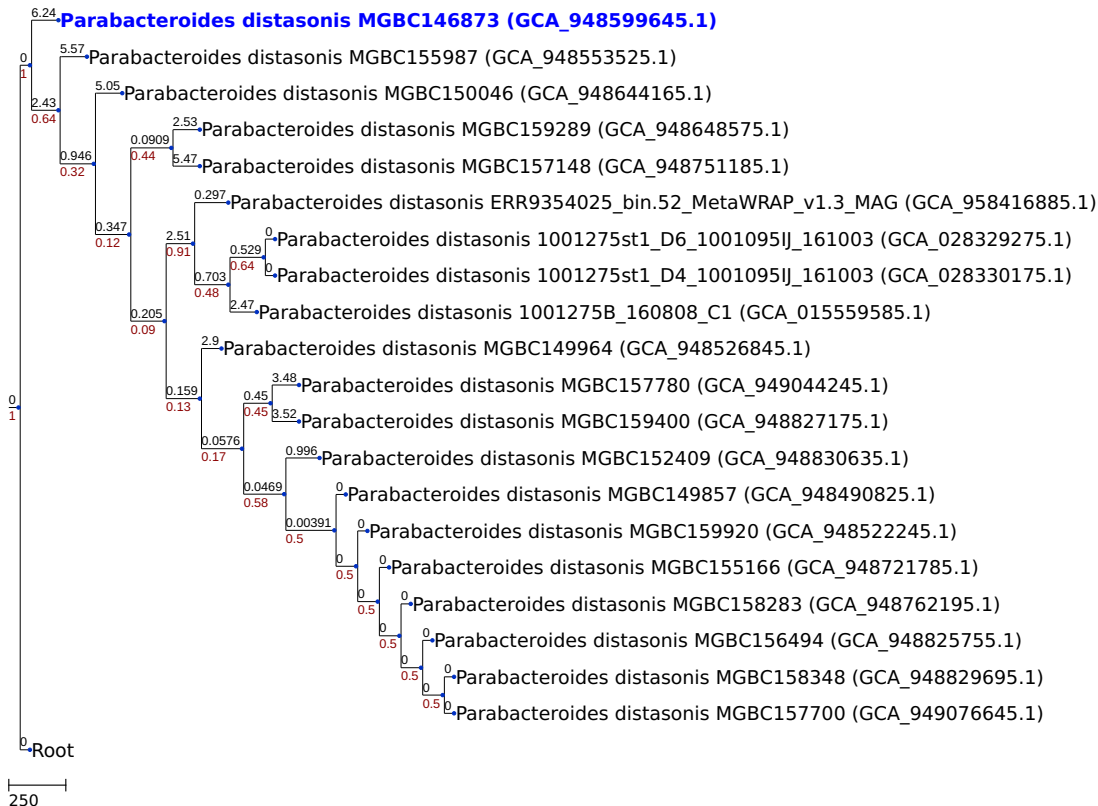 6.24 Parabacteroides distasonis MGBC146873 (GCA_948599645.1)
0
1
5.57 Parabacteroides distasonis MGBC155987 (GCA_948553525.1)
2.43
0.64
5.05 Parabacteroides distasonis MGBC150046 (GCA_948644165.1)
0.946
0.32
2.53 Parabacteroides distasonis MGBC159289 (GCA_948648575.1)
0.0909
0.44
5.47 Parabacteroides distasonis MGBC157148 (GCA_948751185.1)
0.347
0.12
0.297 Parabacteroides distasonis ERR9354025_bin.52_MetaWRAP_v1.3_MAG (GCA_958416885.1)
2.51
0.91
0 Parabacteroides distasonis 1001275st1_D6_1001095IJ_161003 (GCA_028329275.1)
0.529
0.64
0 Parabacteroides distasonis 1001275st1_D4_1001095IJ_161003 (GCA_028330175.1)
0.703
0.48
2.47 Parabacteroides distasonis 1001275B_160808_C1 (GCA_015559585.1)
0.205
0.09
2.9 Parabacteroides distasonis MGBC149964 (GCA_948526845.1)
3.48 Parabacteroides distasonis MGBC157780 (GCA_949044245.1)
0.159
0.13
0.45
0.45
0
1
3.52 Parabacteroides distasonis MGBC159400 (GCA_948827175.1)
0.0576
0.17
0.996 Parabacteroides distasonis MGBC152409 (GCA_948830635.1)
0.0469
0.58
0 Parabacteroides distasonis MGBC149857 (GCA_948490825.1)
0.00391
0.5
0 Parabacteroides distasonis MGBC159920 (GCA_948522245.1)
0
0.5
0 Parabacteroides distasonis MGBC155166 (GCA_948721785.1)
0
0.5
0 Parabacteroides distasonis MGBC158283 (GCA_948762195.1)
0
0.5
0 Parabacteroides distasonis MGBC156494 (GCA_948825755.1)
0
0.5
0 Parabacteroides distasonis MGBC158348 (GCA_948829695.1)
0
0.5
0 Parabacteroides distasonis MGBC157700 (GCA_949076645.1)
0 Root
250